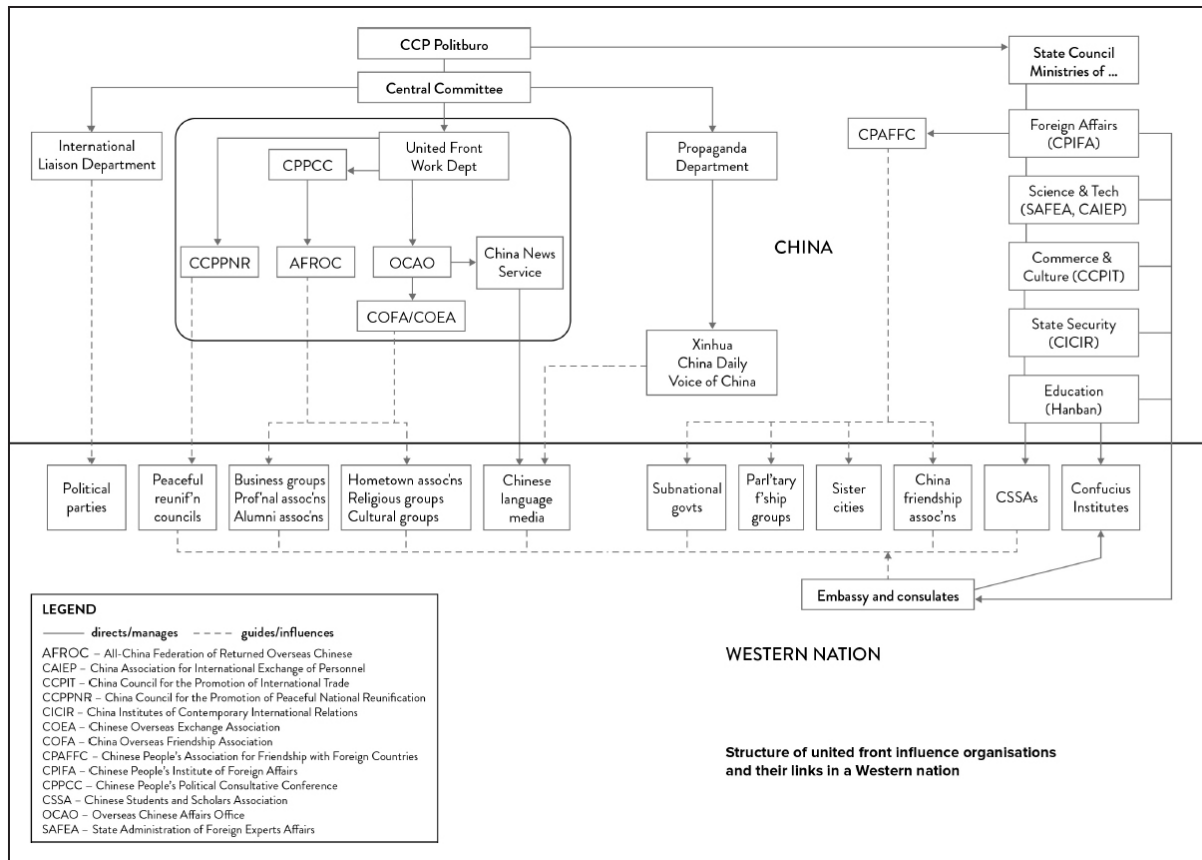 CCP Politburo
State Council
Ministries of ...
Central Committee
International
Liaison Department
United Front
Work Dept
CPPCC
Propaganda
Department
CPAFFC
Foreign Affairs
(CPIFA)
Science & Tech
(SAFEA, CAIEP)
CHINA
CCPPNR
AFROC
OCAO
China News
Service
Commerce &
Culture (CCPIT)
COFA/COEA
State Security
(CICIR)
Xinhua
China Daily
Voice of China
Education
(Hanban)
Political
parties
Peaceful
reunif'n
councils
Business groups
Prof'nal assoc'ns
Alumni assoc'ns
Hometown assoc'ns
Religious groups
Cultural groups
Chinese
language
media
Subnational
govts
Parl'tary
f'ship
groups
Sister
cities
China
friendship
assoc'ns
CSSAs
Confucius
Institutes
Embassy and consulates
LEGEND
directs/manages guides/influences
AFROC – All-China Federation of Returned Overseas Chinese
CAIEP – China Association for International Exchange of Personnel
CCPIT – China Council for the Promotion of International Trade
CCPPNR – China Council for the Promotion of Peaceful National Reunification
CICIR – China Institutes of Contemporary International Relations
COEA – Chinese Overseas Exchange Association
COFA – China Overseas Friendship Association
CPAFFC – Chinese People's Association for Friendship with Foreign Countries
CPIFA – Chinese People's Institute of Foreign Affairs
CPPCC – Chinese People's Political Consultative Conference
CSSA – Chinese Students and Scholars Association
OCAO – Overseas Chinese Affairs Office
SAFEA – State Administration of Foreign Experts Affairs
WESTERN NATION
Structure of united front influence organisations
and their links in a Western nation